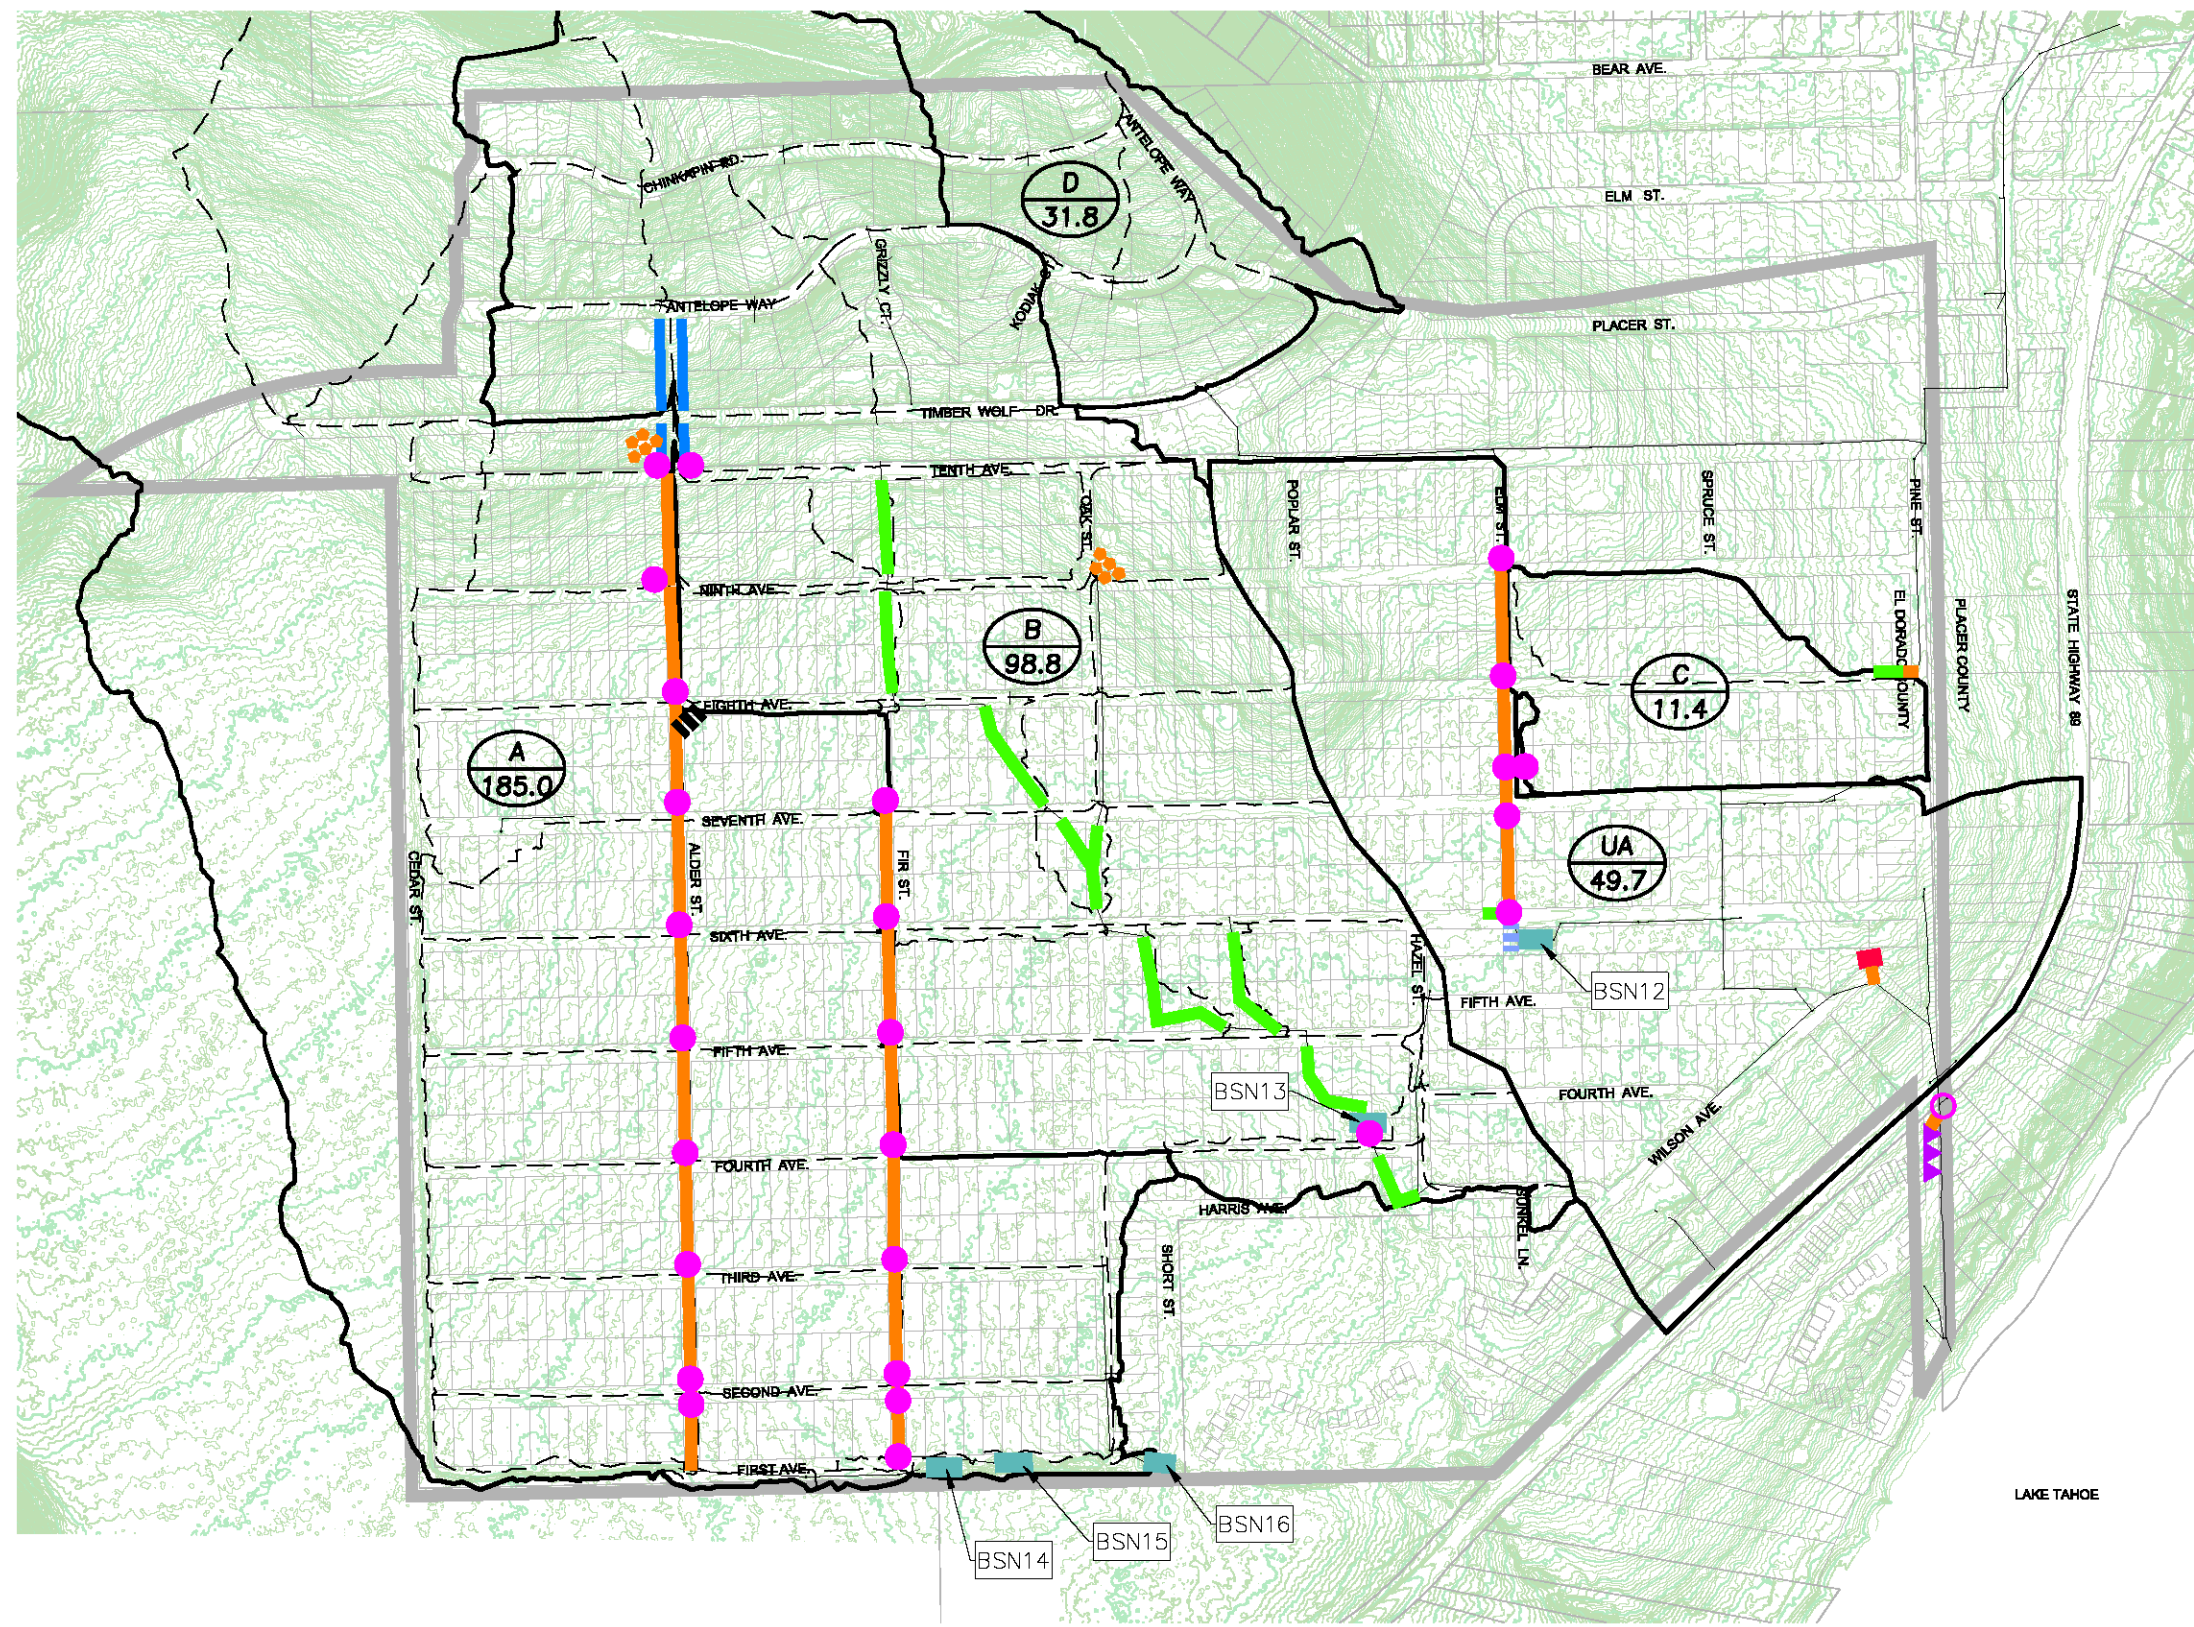 BEAR AVE.
ANTELOPE WAY
CHINKAPIN RD.
D
31.8
ELM ST.
GRIZZLY CT.
KODIAK
ANTELOPE WAY
PLACER ST.
TIMBER WOLF DR.
TENTH AVE.
OAK ST.
POPLAR ST.
ELM ST.
SPRUCE ST.
PINE ST.
NINTH AVE.
B
98.8
EL DORADO COUNTY
PLACER COUNTY
STATE HIGHWAY 89
C
11.4
EIGHTH AVE.
A
185.0
SEVENTH AVE.
CEDAR ST.
ALDER ST.
FIR ST.
UA
49.7
SIXTH AVE.
HAZEL ST.
BSN12
FIFTH AVE.
FIFTH AVE.
BSN13
FOURTH AVE.
WILSON AVE.
FOURTH AVE.
HARRIS AVE.
SUNKEL LN.
SHORT ST.
THIRD AVE.
SECOND AVE.
FIRST AVE.
LAKE TAHOE
BSN16
BSN15
BSN14